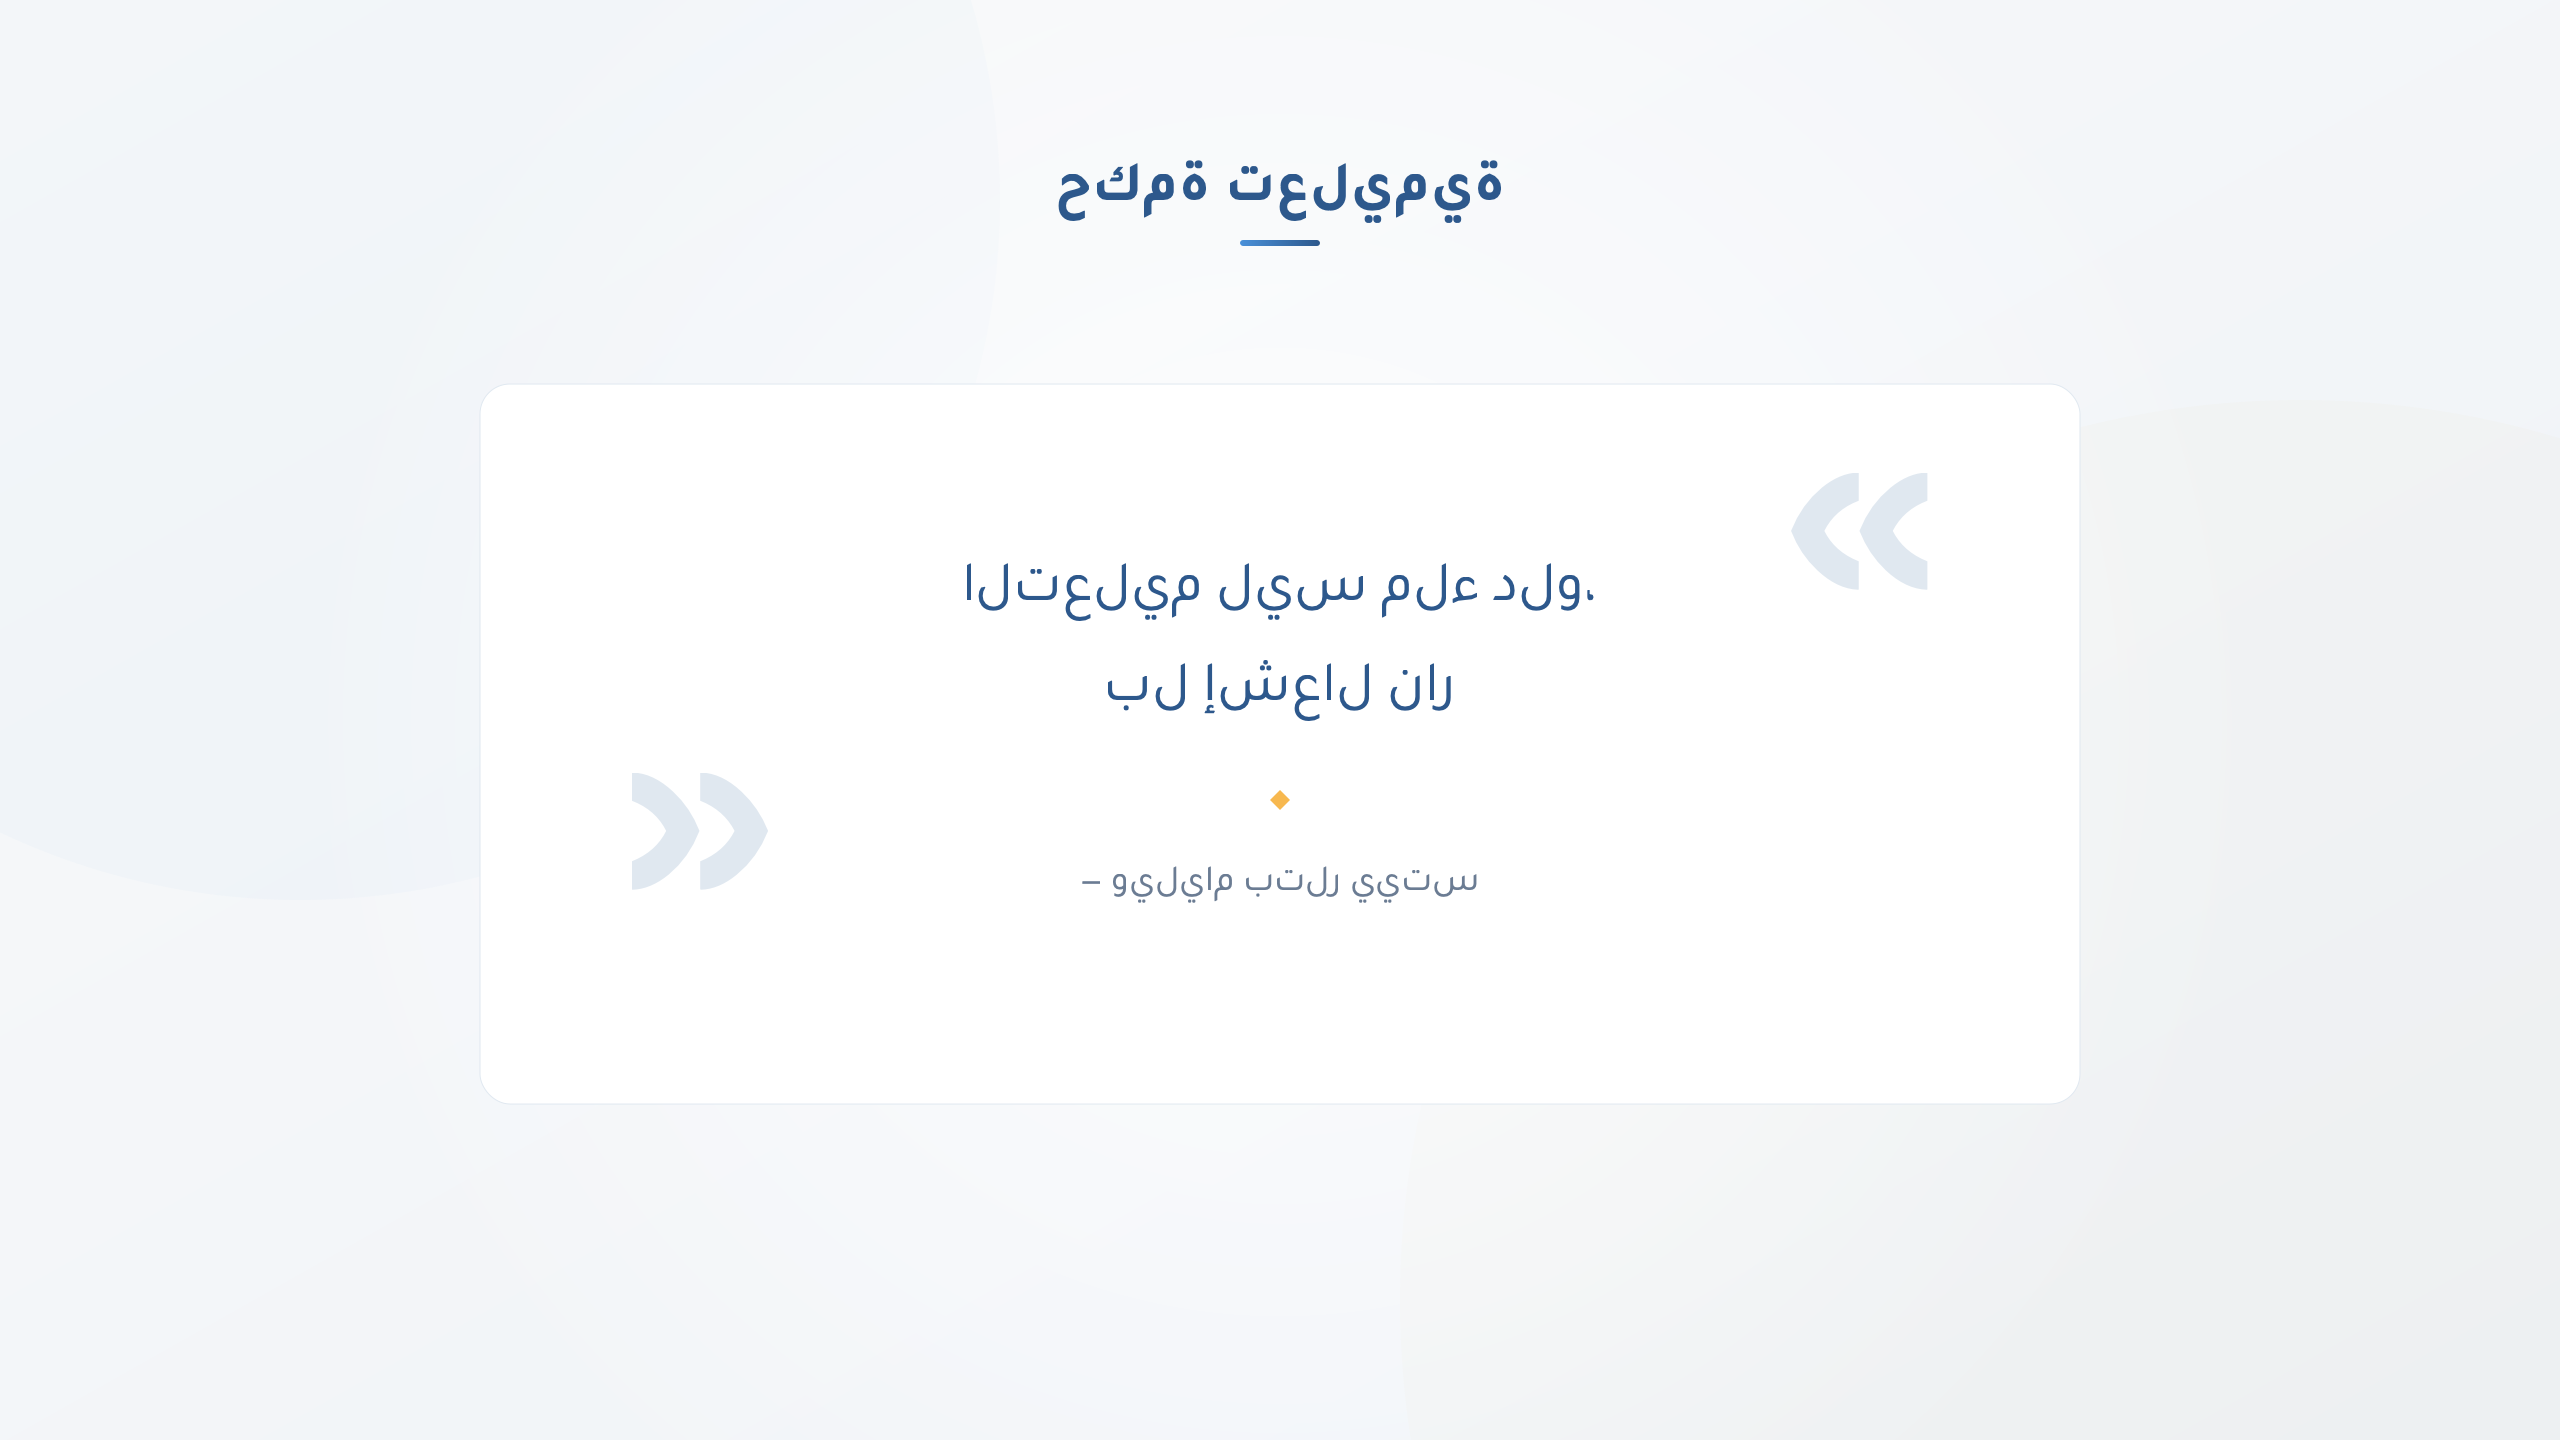 حكمة تعليمية
«
التعليم ليس ملء دلو،
بل إشعال نار
»
– ويليام بتلر ييتس